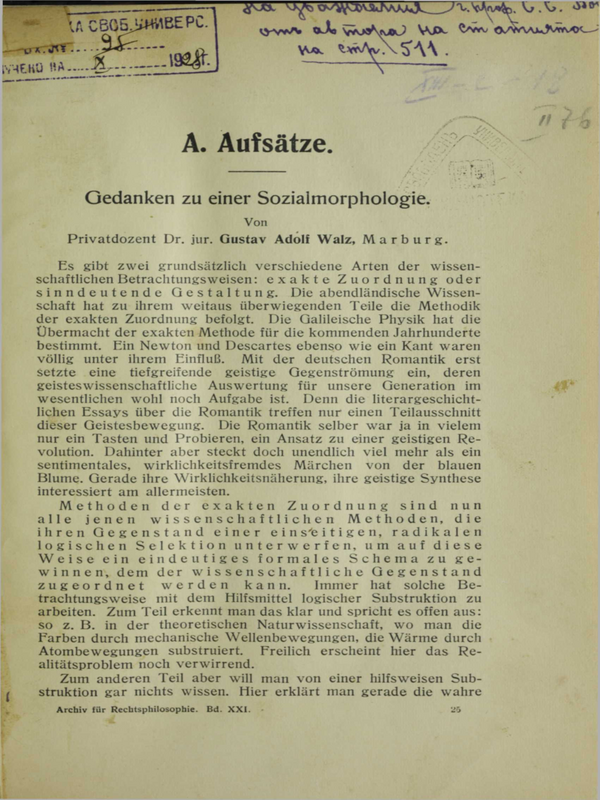 КА СВОБ. УНИВЕРС.
98
X 1928г.
на уважаемия г. проф. С. С.
отъ автора на статията
на стр. 511.
II 76
A. Aufsätze.
Gedanken zu einer Sozialmorphologie.
Von
Privatdozent Dr. jur. Gustav Adolf Walz, Marburg.
Es gibt zwei grundsätzlich verschiedene Arten der wissen-
schaftlichen Betrachtungsweisen: exakte Zuordnung oder
sinndeutende Gestaltung. Die abendländische Wissen-
schaft hat zu ihrem weitaus überwiegenden Teile die Methodik
der exakten Zuordnung befolgt. Die Galileische Physik hat die
Übermacht der exakten Methode für die kommenden Jahrhunderte
bestimmt. Ein Newton und Descartes ebenso wie ein Kant waren
völlig unter ihrem Einfluß. Mit der deutschen Romantik erst
setzte eine tiefgreifende geistige Gegenströmung ein, deren
geisteswissenschaftliche Auswertung für unsere Generation im
wesentlichen wohl noch Aufgabe ist. Denn die literargeschicht-
lichen Essays über die Romantik treffen nur einen Teilausschnitt
dieser Geistesbewegung. Die Romantik selber war ja in vielem
nur ein Tasten und Probieren, ein Ansatz zu einer geistigen Re-
volution. Dahinter aber steckt doch unendlich viel mehr als ein
sentimentales, wirklichkeitsfremdes Märchen von der blauen
Blume. Gerade ihre Wirklichkeitsnäherung, ihre geistige Synthese
interessiert am allermeisten.
Methoden der exakten Zuordnung sind nun
alle jenen wissenschaftlichen Methoden, die
ihren Gegenstand einer einseitigen, radikalen
logischen Selektion unterwerfen, um auf diese
Weise ein eindeutiges formales Schema zu ge-
winnen, dem der wissenschaftliche Gegenstand
zugeordnet werden kann. Immer hat solche Be-
trachtungsweise mit dem Hilfsmittel logischer Substruktion zu
arbeiten. Zum Teil erkennt man das klar und spricht es offen aus:
so z. B. in der theoretischen Naturwissenschaft, wo man die
Farben durch mechanische Wellenbewegungen, die Wärme durch
Atombewegungen substruiert. Freilich erscheint hier das Re-
alitätsproblem noch verwirrend.
Zum anderen Teil aber will man von einer hilfsweisen Sub-
struktion gar nichts wissen. Hier erklärt man gerade die wahre
Archiv für Rechtsphilosophie. Bd. XXI. 25